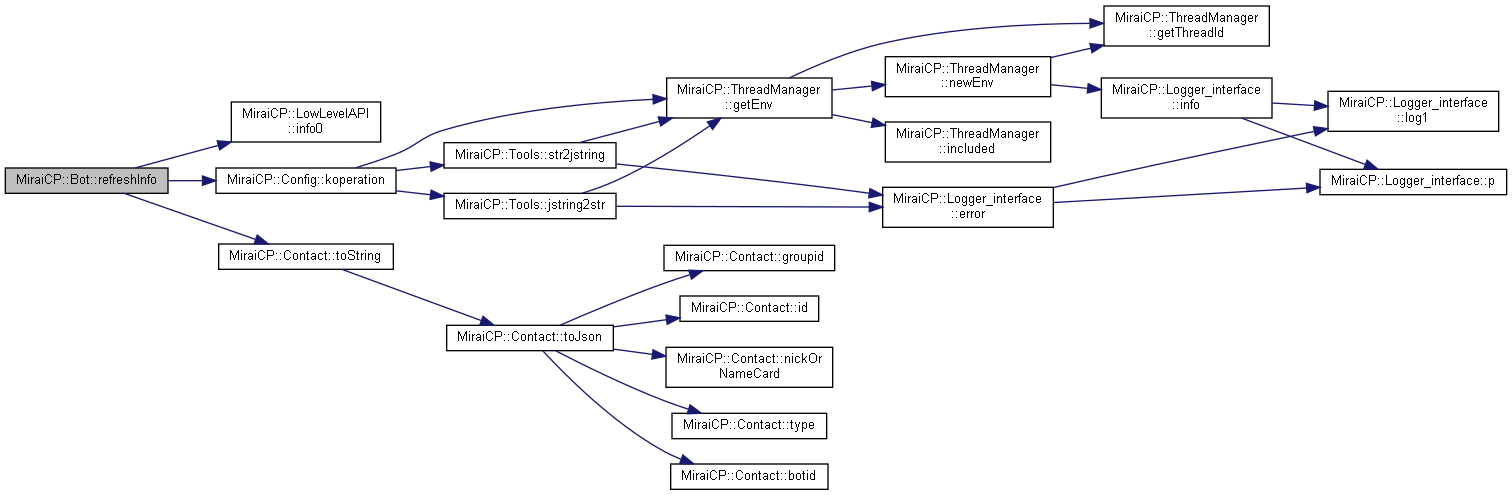 MiraiCP::Bot::refreshInfo
MiraiCP::LowLevelAPI
::info0
MiraiCP::Config::koperation
MiraiCP::Contact::toString
MiraiCP::Tools::str2jstring
MiraiCP::Tools::jstring2str
MiraiCP::Contact::toJson
MiraiCP::ThreadManager
::getEnv
MiraiCP::Contact::groupid
MiraiCP::Contact::id
MiraiCP::Contact::nickOr
NameCard
MiraiCP::Contact::type
MiraiCP::Contact::botid
MiraiCP::ThreadManager
::newEnv
MiraiCP::ThreadManager
::included
MiraiCP::Logger_interface
::error
MiraiCP::ThreadManager
::getThreadId
MiraiCP::Logger_interface
::info
MiraiCP::Logger_interface
::log1
MiraiCP::Logger_interface::p